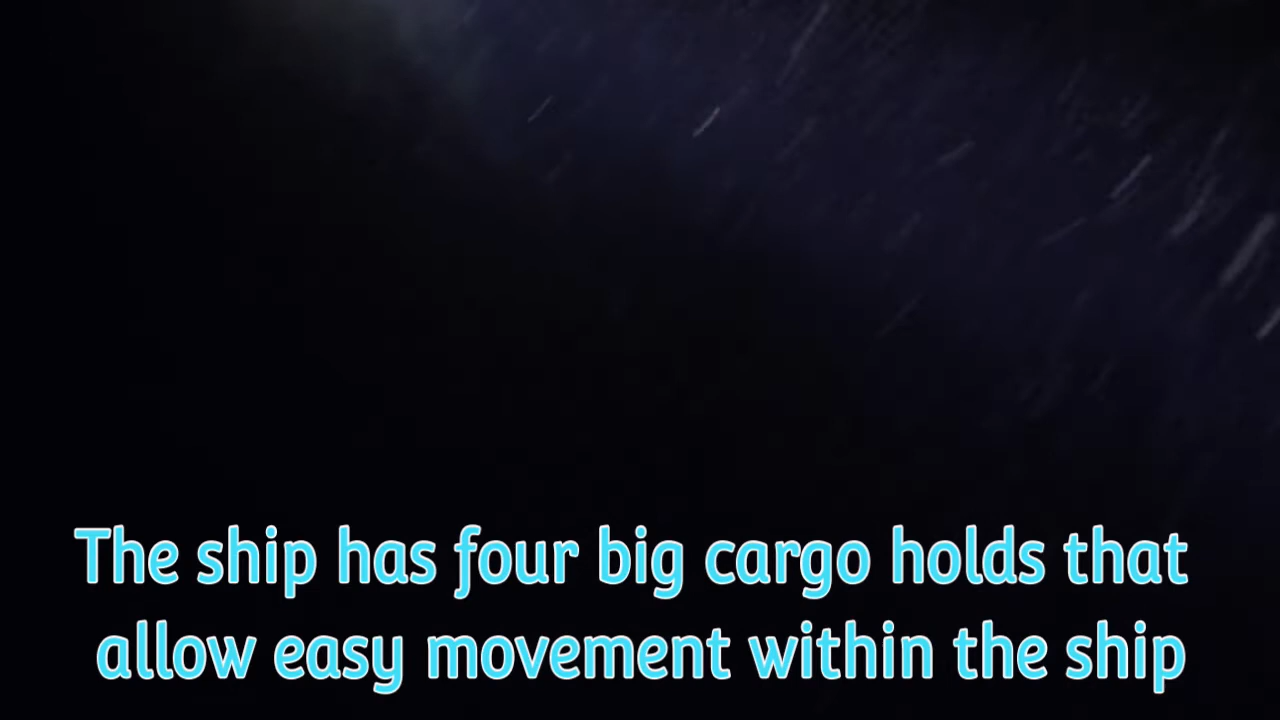 The ship has four big cargo holds that
allow easy movement within the ship